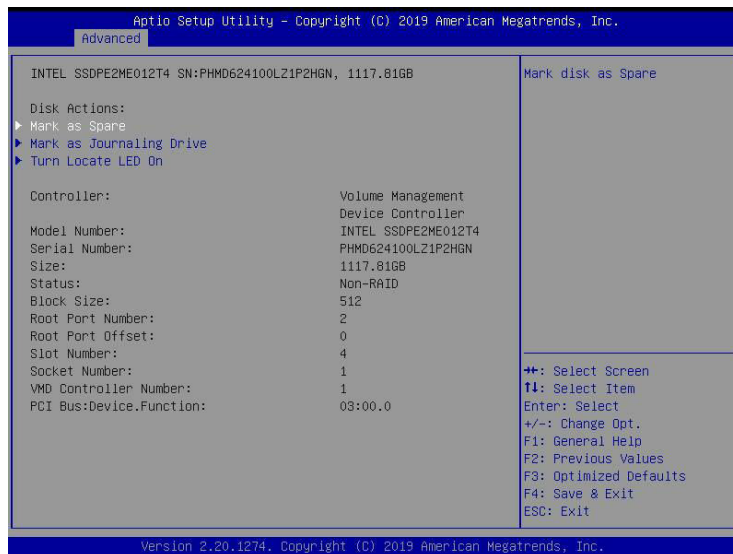 Aptio Setup Utility – Copyright (C) 2019 American Megatrends, Inc.
Advanced
INTEL SSDPE2ME012T4 SN:PHMD624100LZ1P2HGN, 1117.81GB
Disk Actions:
Mark as Spare
Mark as Journaling Drive
Turn Locate LED On
Controller: Volume Management
Device Controller
Model Number: INTEL SSDPE2ME012T4
Serial Number: PHMD624100LZ1P2HGN
Size: 1117.81GB
Status: Non-RAID
Block Size: 512
Root Port Number: 2
Root Port Offset: 0
Slot Number: 4
Socket Number: 1
VMD Controller Number: 1
PCI Bus:Device.Function: 03:00.0
Mark disk as Spare
→←: Select Screen
↑↓: Select Item
Enter: Select
+/-: Change Opt.
F1: General Help
F2: Previous Values
F3: Optimized Defaults
F4: Save & Exit
ESC: Exit
Version 2.20.1274. Copyright (C) 2019 American Megatrends, Inc.